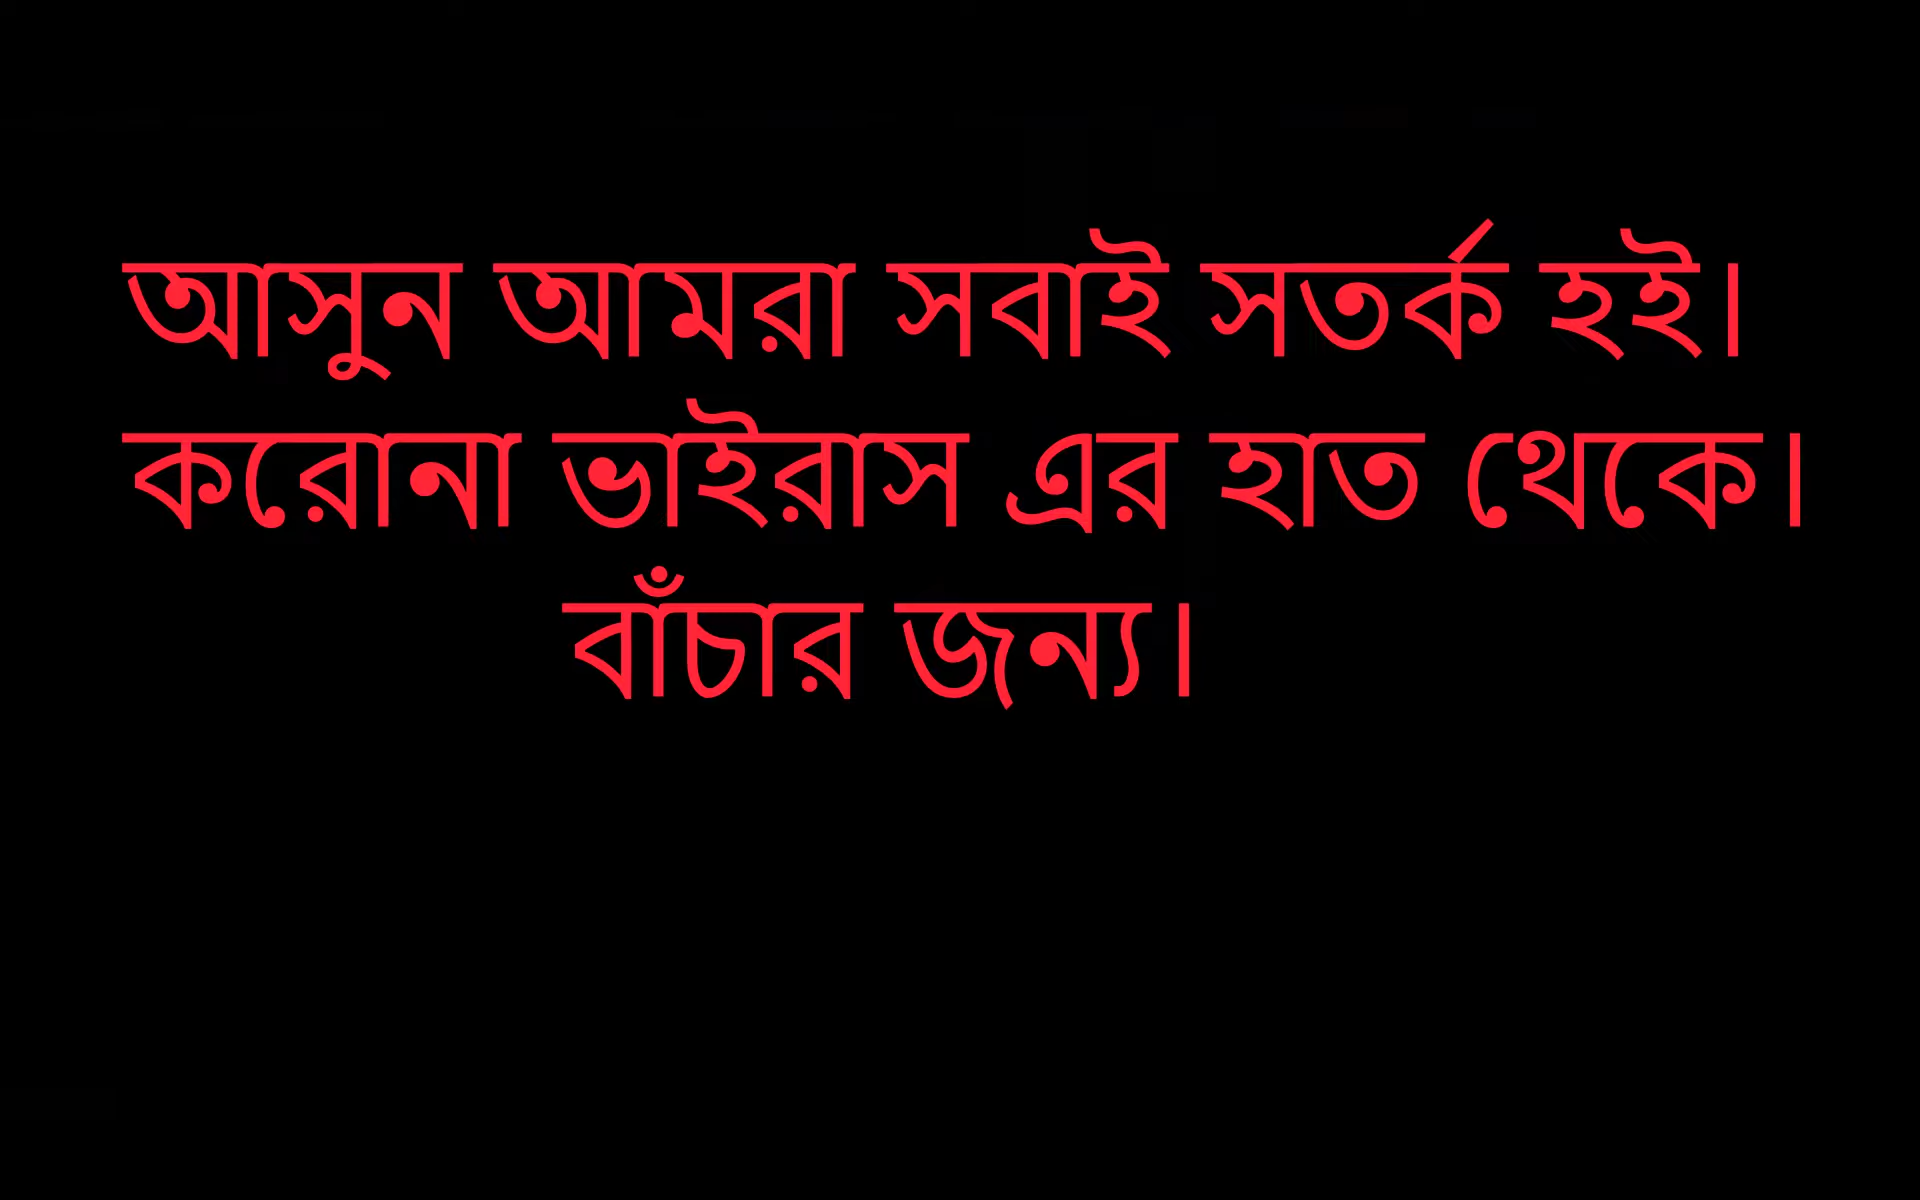 আসুন আমরা সবাই সতর্ক হই।
করোনা ভাইরাস এর হাত থেকে।
বাঁচার জন্য।